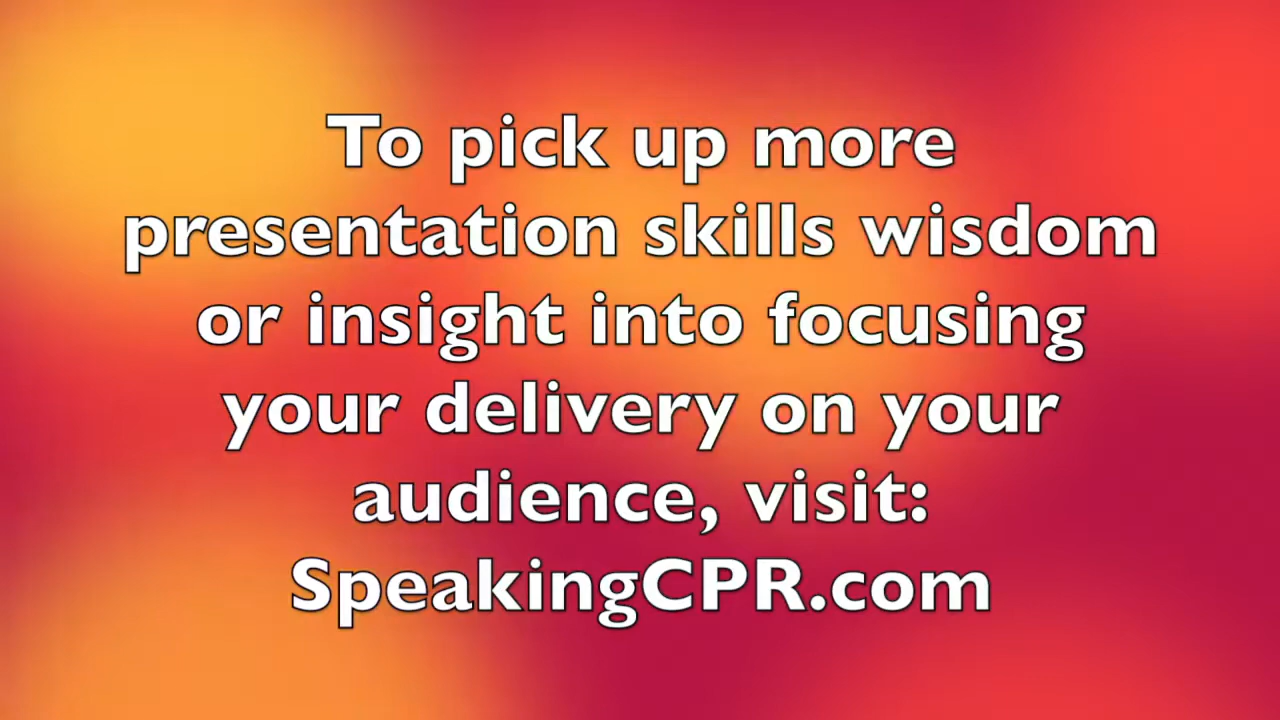 To pick up more
presentation skills wisdom
or insight into focusing
your delivery on your
audience, visit:
SpeakingCPR.com